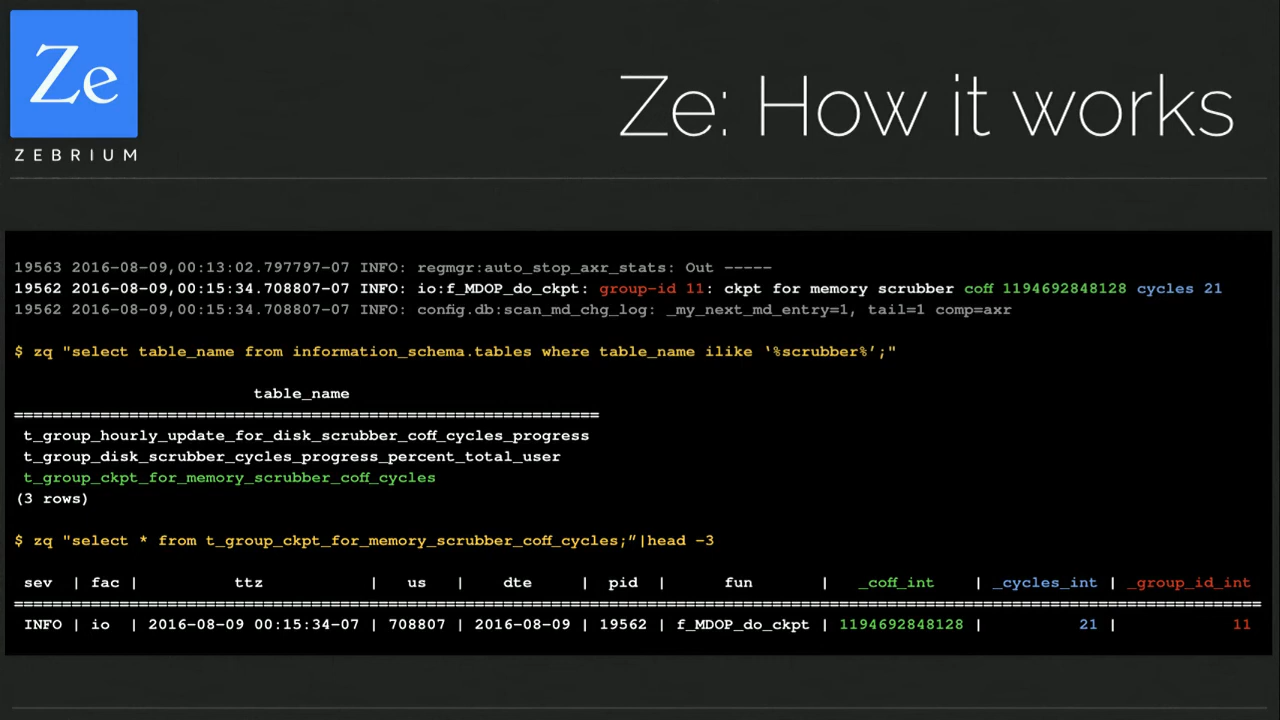 Ze
ZEBRIUM
Ze: How it works
19563 2016-08-09,00:13:02.797797-07 INFO: regmgr:auto_stop_axr_stats: Out -----
19562 2016-08-09,00:15:34.708807-07 INFO: io:f_MDOP_do_ckpt: group-id 11: ckpt for memory scrubber coff 1194692848128 cycles 21
19562 2016-08-09,00:15:34.708807-07 INFO: config.db:scan_md_chg_log: _my_next_md_entry=1, tail=1 comp=axr
$ zq "select table_name from information_schema.tables where table_name ilike ‘%scrubber%’;"
table_name
=============================================================
t_group_hourly_update_for_disk_scrubber_coff_cycles_progress
t_group_disk_scrubber_cycles_progress_percent_total_user
t_group_ckpt_for_memory_scrubber_coff_cycles
(3 rows)
$ zq "select * from t_group_ckpt_for_memory_scrubber_coff_cycles;”|head -3
sev | fac | ttz | us | dte | pid | fun | _coff_int | _cycles_int | _group_id_int
==================================================================================================================================
INFO | io | 2016-08-09 00:15:34-07 | 708807 | 2016-08-09 | 19562 | f_MDOP_do_ckpt | 1194692848128 | 21 | 11